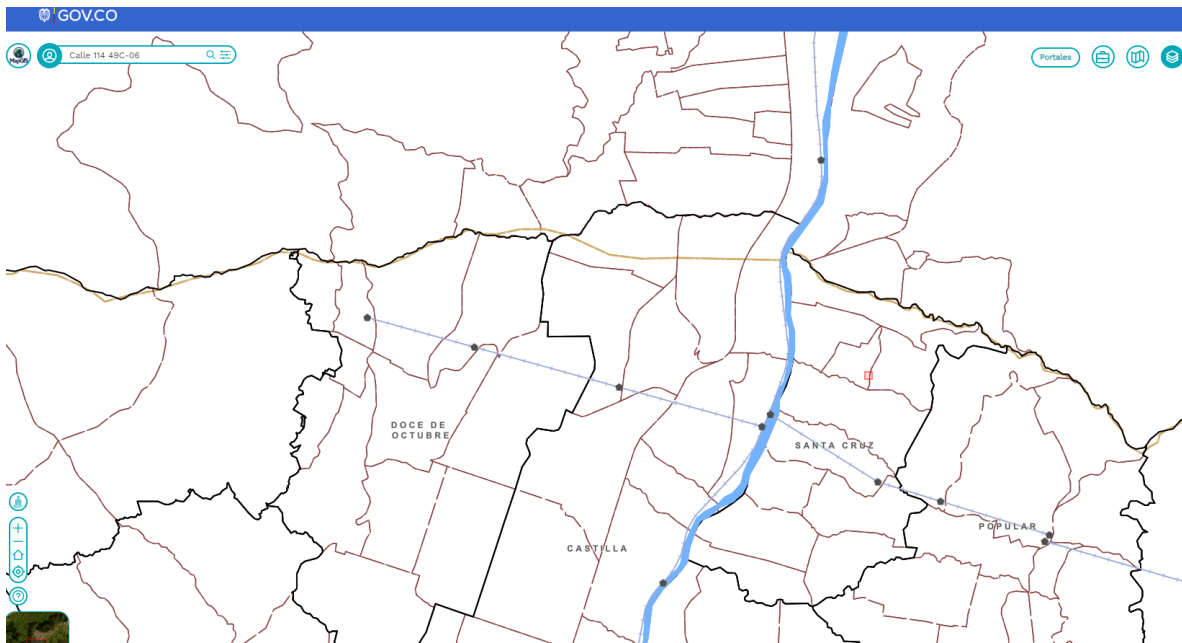 GOV.CO
MapGIS
Calle 114 49C-06
Portales
DOCE DE
OCTUBRE
SANTA CRUZ
POPULAR
CASTILLA